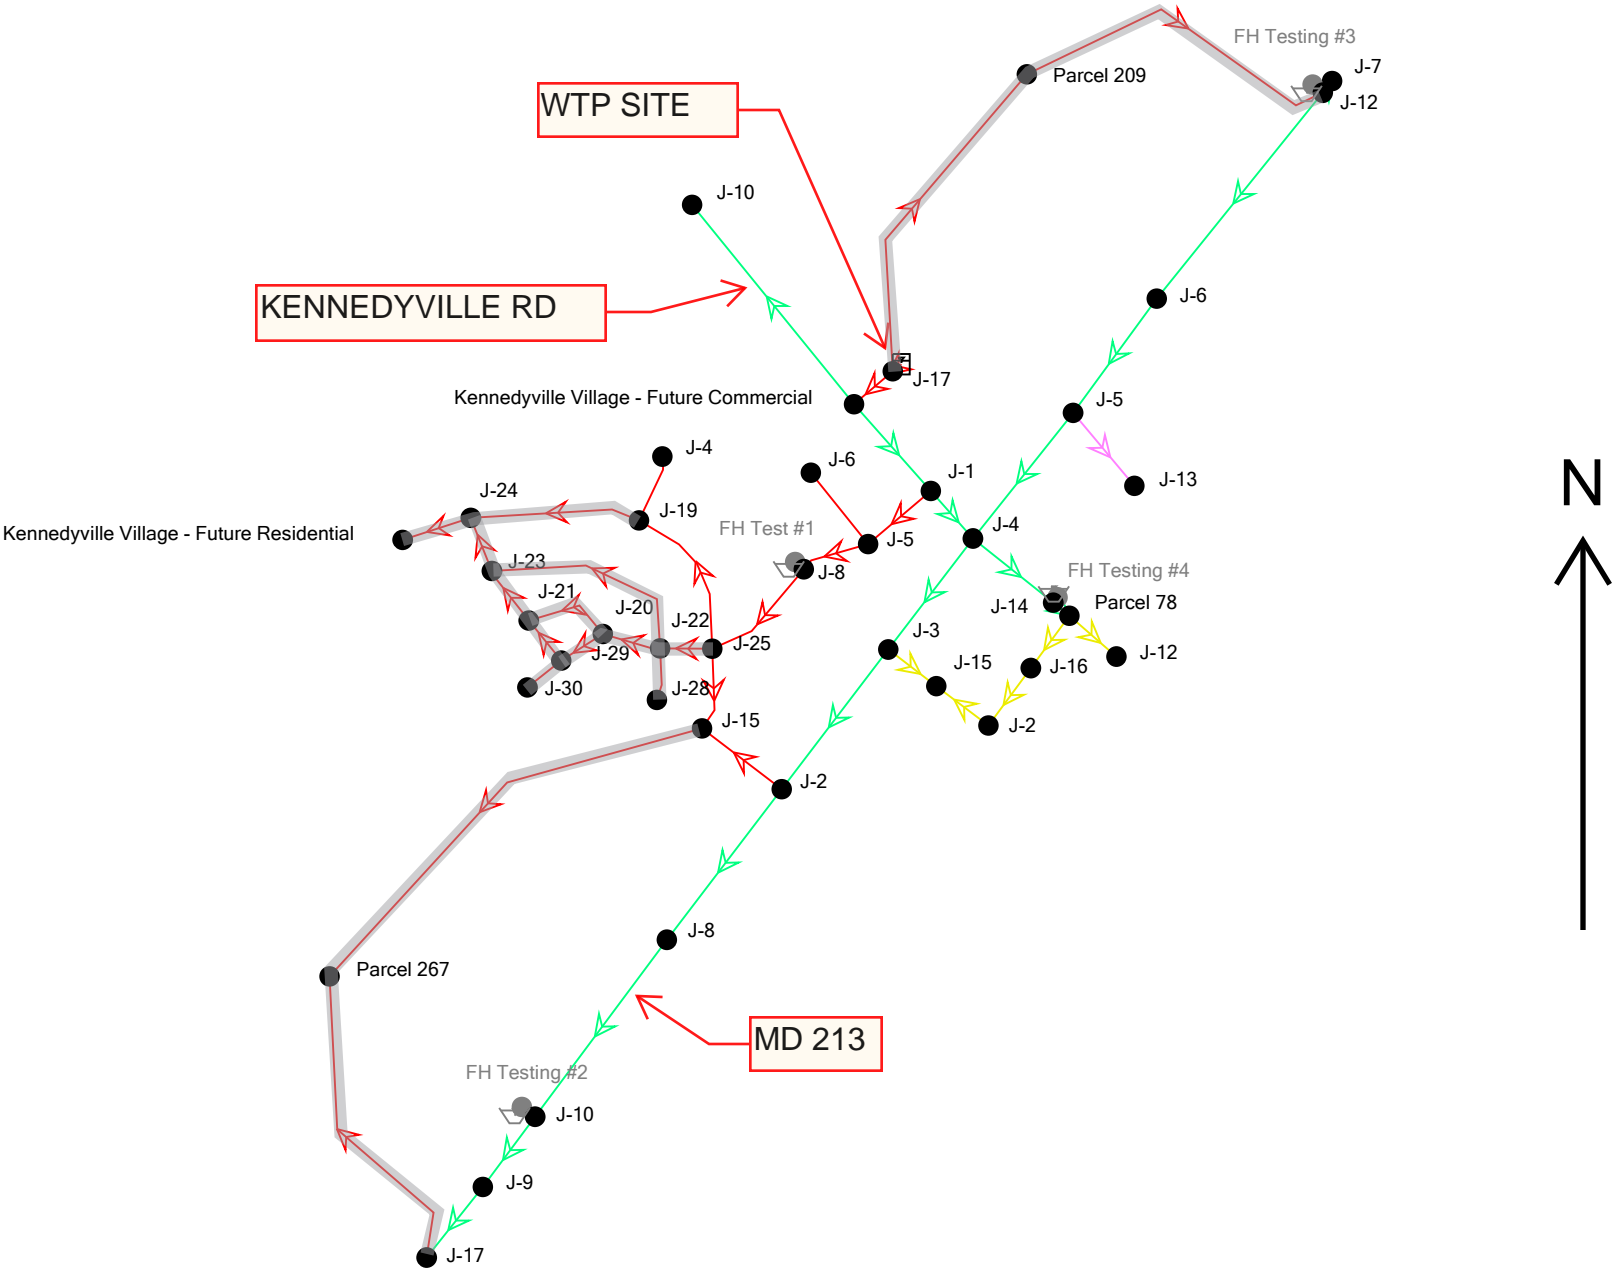 FH Testing #3
J-7
Parcel 209
J-12
WTP SITE
J-10
KENNEDYVILLE RD
J-6
J-17
Kennedyville Village - Future Commercial
J-5
J-4
J-6
J-1
J-13
N
J-24
J-19
FH Test #1
J-4
Kennedyville Village - Future Residential
J-5
J-23
J-8
FH Testing #4
J-21
J-20
J-14
Parcel 78
J-22
J-25
J-3
J-29
J-12
J-15
J-16
J-30
J-28
J-15
J-2
J-2
J-8
Parcel 267
MD 213
FH Testing #2
J-10
J-9
J-17